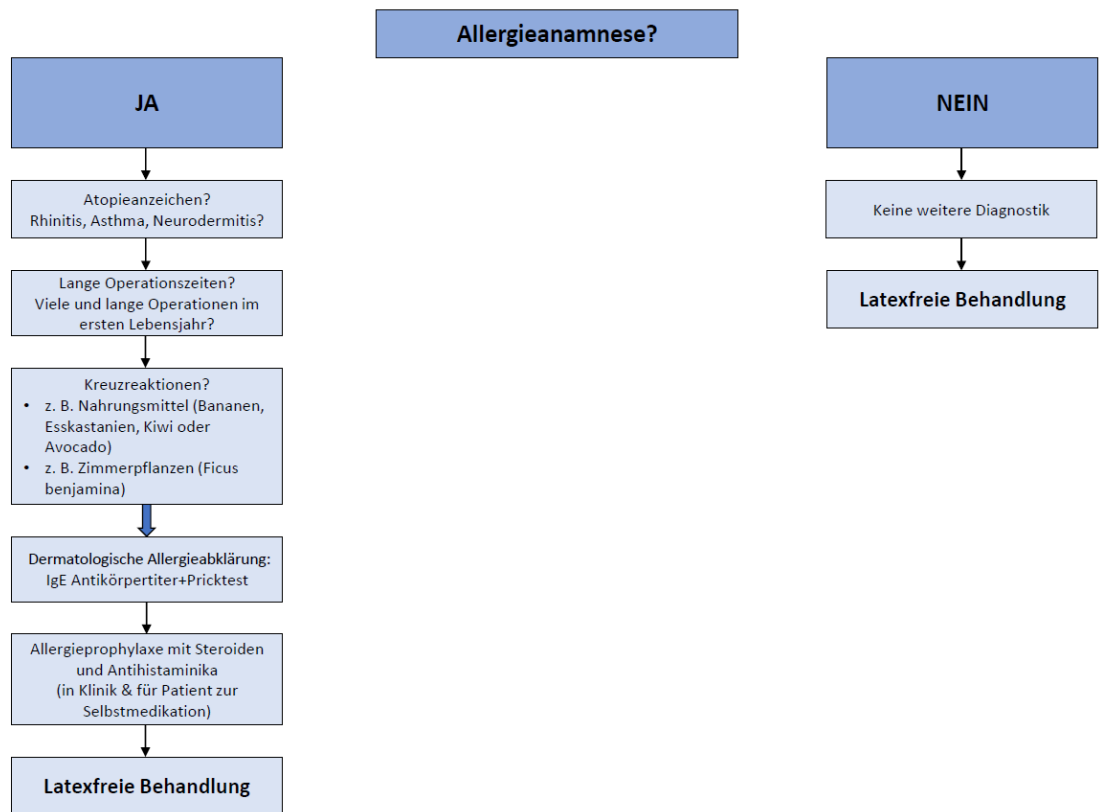 Allergieanamnese?
JA
Atopieanzeichen?
Rhinitis, Asthma, Neurodermitis?
Lange Operationszeiten?
Viele und lange Operationen im
ersten Lebensjahr?
Kreuzreaktionen?
• z. B. Nahrungsmittel (Bananen,
Esskastanien, Kiwi oder
Avocado)
• z. B. Zimmerpflanzen (Ficus
benjamina)
Dermatologische Allergieabklärung:
IgE Antikörpertiter+Pricktest
Allergieprophylaxe mit Steroiden
und Antihistaminika
(in Klinik & für Patient zur
Selbstmedikation)
Latexfreie Behandlung
NEIN
Keine weitere Diagnostik
Latexfreie Behandlung